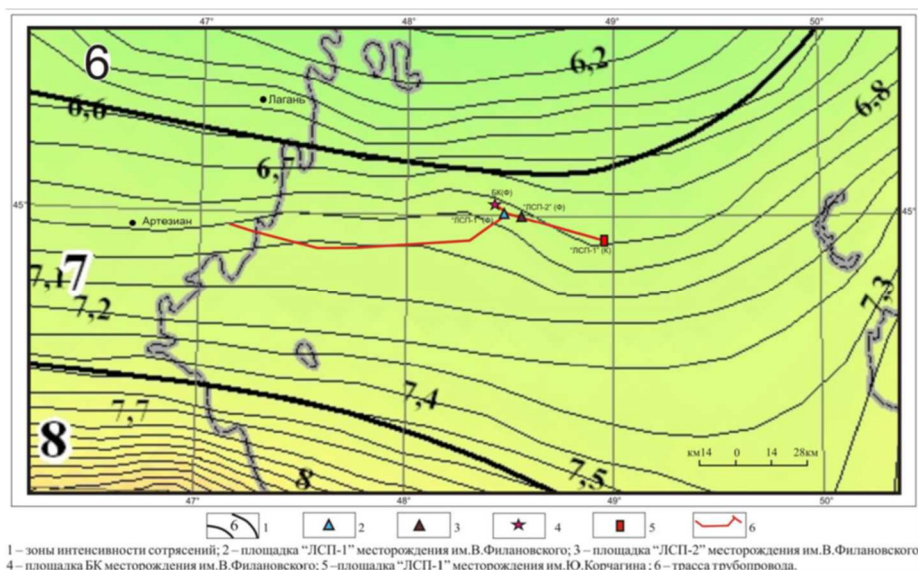 47° 48° 49° 50°
6
6,2
6,8
6,6
Лагань
6,7
45°
45°
БК(Ф)
Артезиан
"ЛСП-1"(Ф)
"ЛСП-2" (Ф)
"ЛСП-1" (К)
7,1
7
7,2
7,3
7,4
7,7
8
7,5
8
км14 0 14 28км
47° 48° 49° 50°
6 1 2 3 4 5 6
1 – зоны интенсивности сотрясений; 2 – площадка "ЛСП-1" месторождения им.В.Филановского; 3 – площадка "ЛСП-2" месторождения им.В.Филановского
4 – площадка БК месторождения им.В.Филановского; 5 –площадка "ЛСП-1" месторождения им.Ю.Корчагина; 6 – трасса трубопровода.